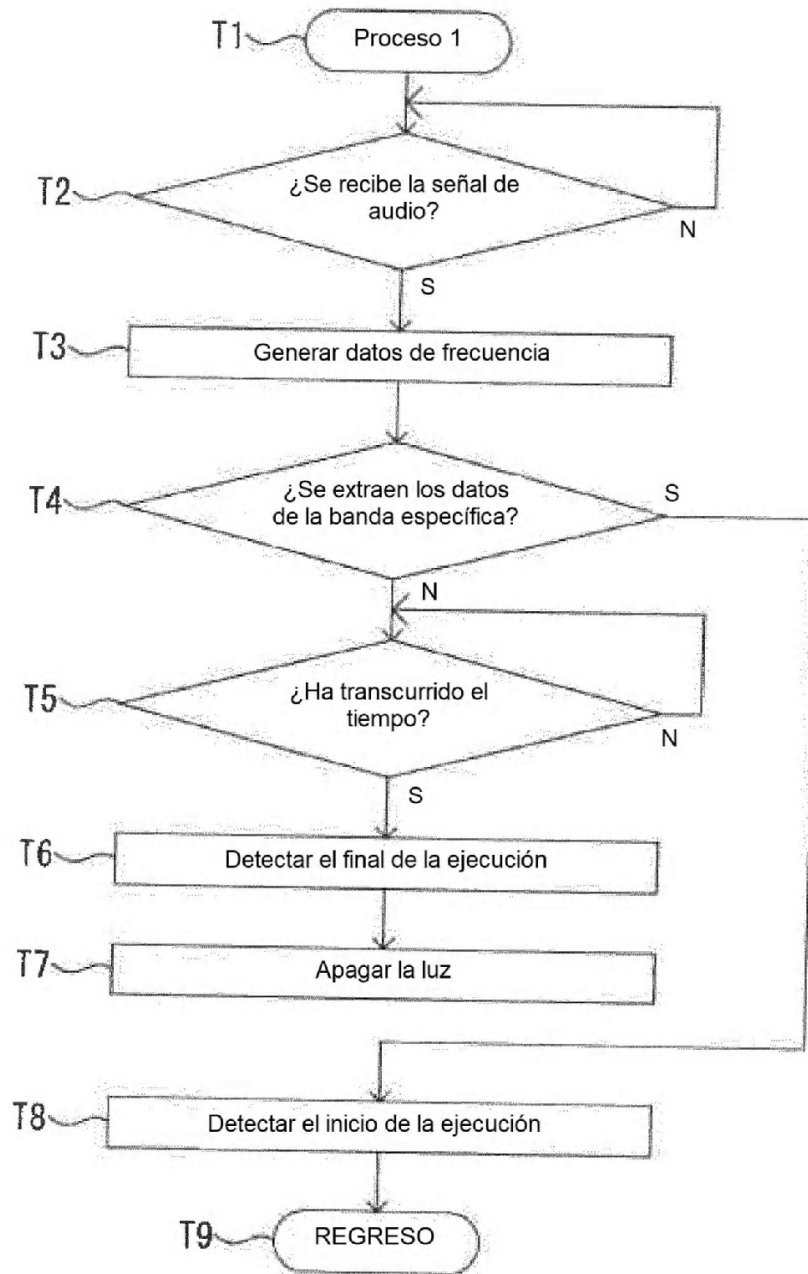 T1
Proceso 1
T2
¿Se recibe la señal de
audio?
N
S
T3
Generar datos de frecuencia
T4
¿Se extraen los datos
de la banda específica?
S
N
T5
¿Ha transcurrido el
tiempo?
N
S
T6
Detectar el final de la ejecución
T7
Apagar la luz
T8
Detectar el inicio de la ejecución
T9
REGRESO